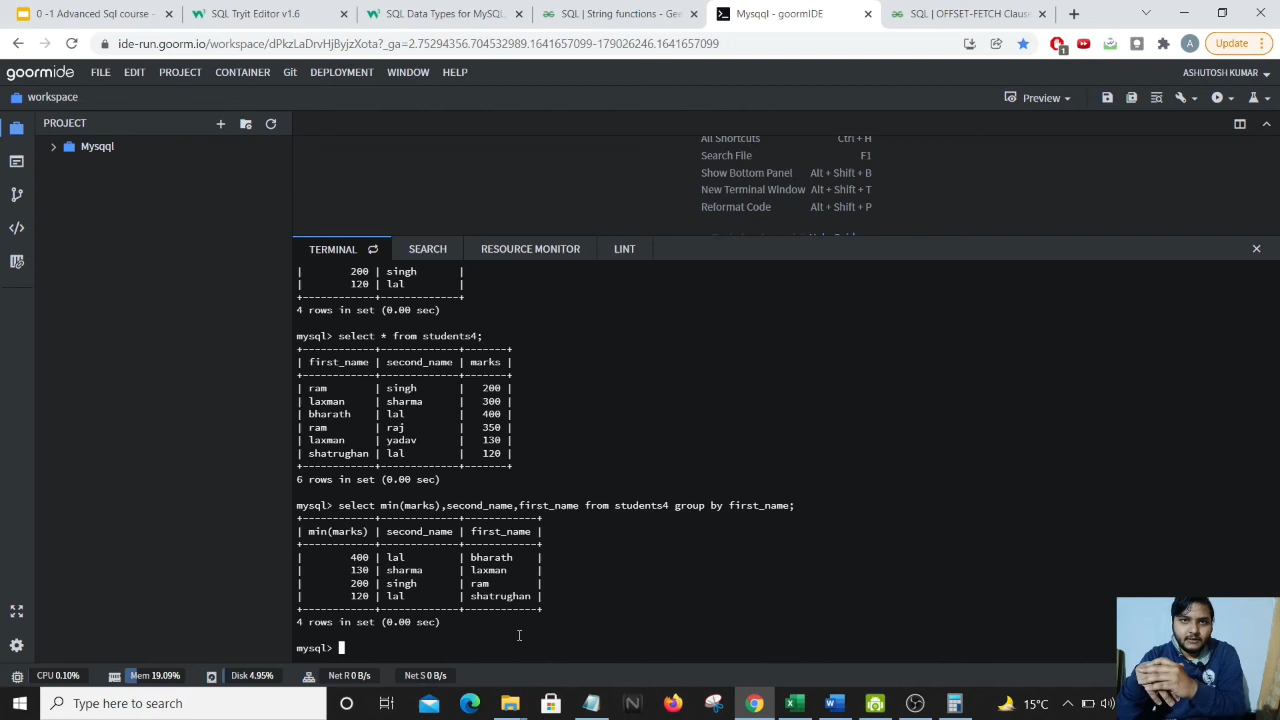 0 -1 Advanced Sql course -
SQL Tryit Editor v1.6
SQL Data Types for MySQL,
SQL | String functions - Gee
Mysqql - goormIDE
SQL | OFFSET-FETCH Clause
ide-run.goorm.io/workspace/dPkzLaDrvHjByjzYota?_ga=2.75264356.704532989.1641657099-179026246.1641657099
1
A
Update
goormide
FILE EDIT PROJECT CONTAINER Git DEPLOYMENT WINDOW HELP
ASHUTOSH KUMAR
workspace
Preview
PROJECT
Mysqql
All Shortcuts Ctrl + H
Search File F1
Show Bottom Panel Alt + Shift + B
New Terminal Window Alt + Shift + T
Reformat Code Alt + Shift + P
TERMINAL SEARCH RESOURCE MONITOR LINT
| 200 | singh |
| 120 | lal |
+------------+-------------+
4 rows in set (0.00 sec)
mysql> select * from students4;
+------------+-------------+-------+
| first_name | second_name | marks |
+------------+-------------+-------+
| ram | singh | 200 |
| laxman | sharma | 300 |
| bharath | lal | 400 |
| ram | raj | 350 |
| laxman | yadav | 130 |
| shatrughan | lal | 120 |
+------------+-------------+-------+
6 rows in set (0.00 sec)
mysql> select min(marks),second_name,first_name from students4 group by first_name;
+------------+-------------+------------+
| min(marks) | second_name | first_name |
+------------+-------------+------------+
| 400 | lal | bharath |
| 130 | sharma | laxman |
| 200 | singh | ram |
| 120 | lal | shatrughan |
+------------+-------------+------------+
4 rows in set (0.00 sec)
mysql>
CPU 0.10% Mem 19.09% Disk 4.95% Net R 0 B/s Net S 0 B/s
Type here to search
15°C